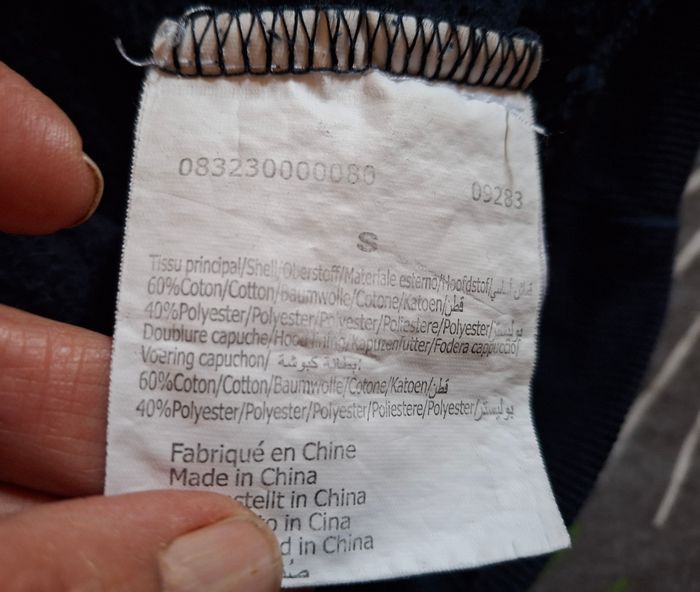 083230000080
09283
S
Tissu principal/Shell/Oberstoff/Materiale esterno/Hoofdstof/قماش أساسي
60%Coton/Cotton/Baumwolle/Cotone/Katoen/قطن
40%Polyester/Polyester/Polyester/Poliestere/Polyester/بوليستر
Doublure capuche/Hood lining/Kapuzenfutter/Fodera cappuccio/
Voering capuchon/ بطانة كبوشة
60%Coton/Cotton/Baumwolle/Cotone/Katoen/قطن
40%Polyester/Polyester/Polyester/Poliestere/Polyester/بوليستر
Fabriqué en Chine
Made in China
stellt in China
o in Cina
d in China